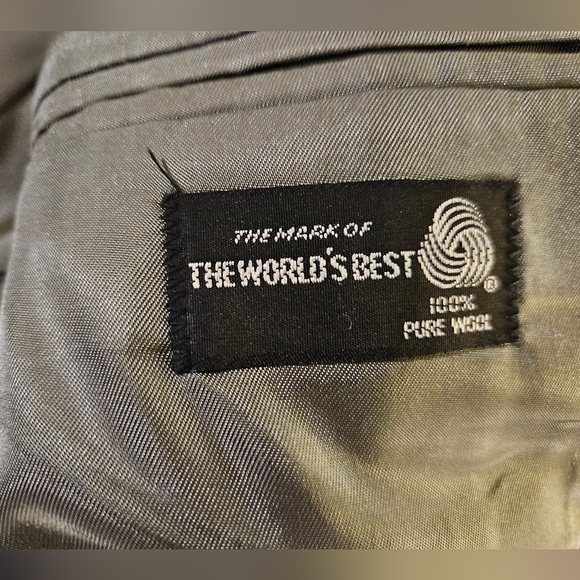 THE MARK OF
THE WORLD'S BEST
®
100%
PURE WOOL